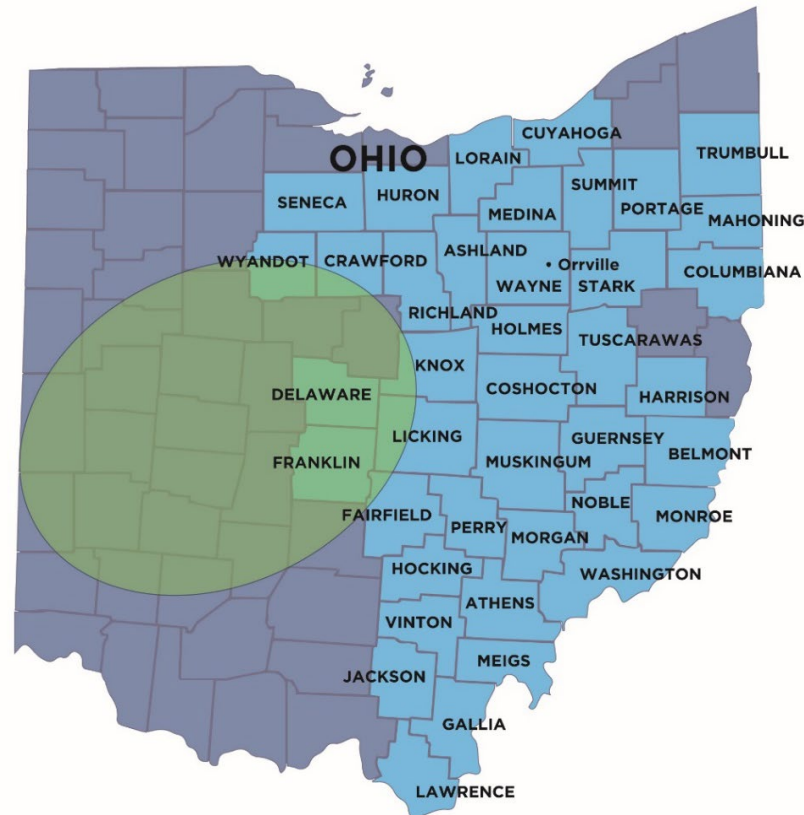 OHIO
CUYAHOGA
LORAIN
TRUMBULL
SENECA
HURON
SUMMIT
MEDINA
PORTAGE
MAHONING
WYANDOT
CRAWFORD
ASHLAND
• Orrville
WAYNE
STARK
COLUMBIANA
RICHLAND
HOLMES
TUSCARAWAS
KNOX
DELAWARE
COSHOCTON
HARRISON
LICKING
GUERNSEY
BELMONT
FRANKLIN
MUSKINGUM
NOBLE
FAIRFIELD
PERRY
MONROE
MORGAN
HOCKING
WASHINGTON
ATHENS
VINTON
MEIGS
JACKSON
GALLIA
LAWRENCE